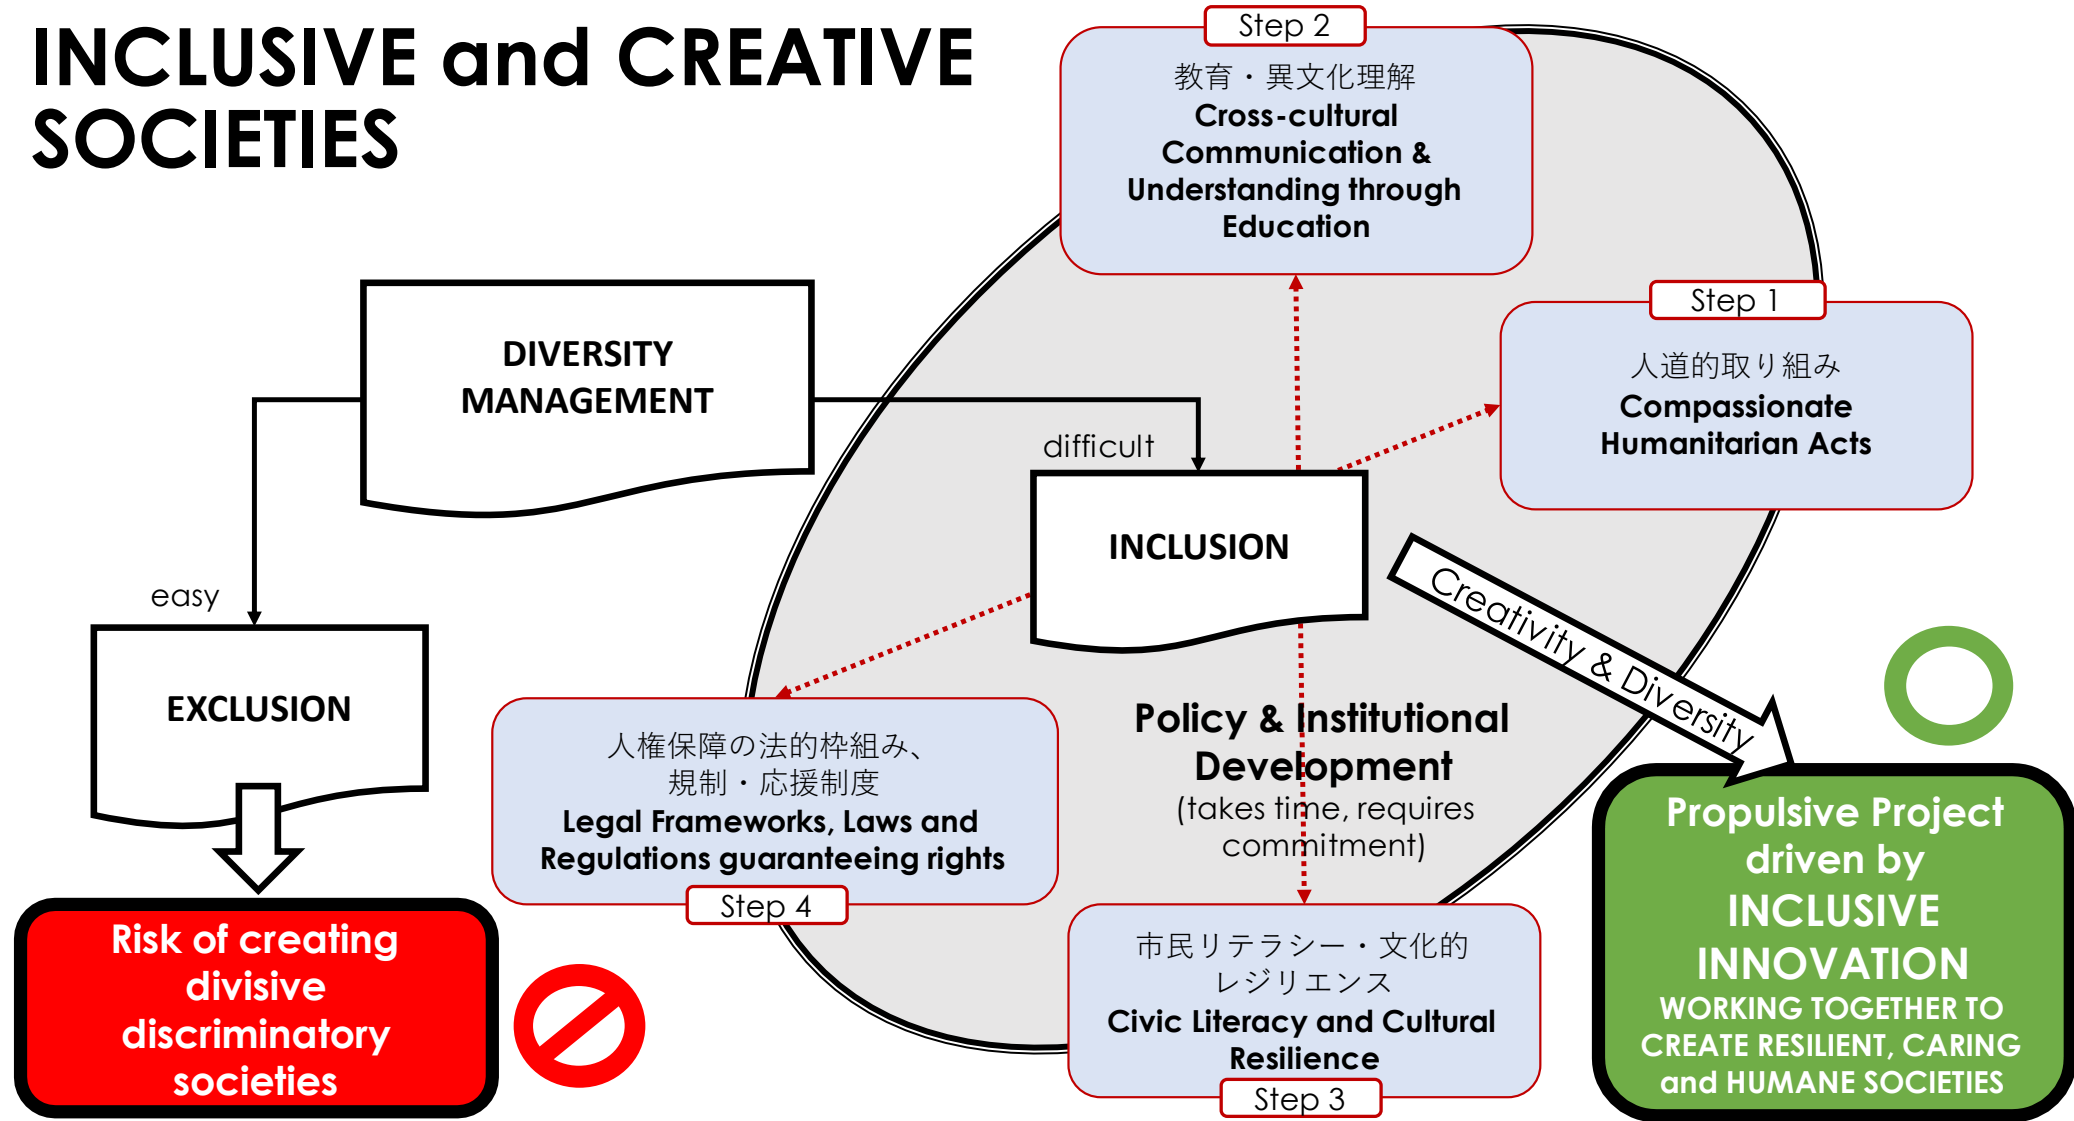 INCLUSIVE and CREATIVE
SOCIETIES
DIVERSITY
MANAGEMENT
easy
EXCLUSION
Risk of creating
divisive
discriminatory
societies
difficult
INCLUSION
Step 1
人道的取り組み
Compassionate
Humanitarian Acts
Step 2
教育・異文化理解
Cross-cultural
Communication &
Understanding through
Education
市民リテラシー・文化的
レジリエンス
Civic Literacy and Cultural
Resilience
Step 3
人権保障の法的枠組み、
規制・応援制度
Legal Frameworks, Laws and
Regulations guaranteeing rights
Step 4
Policy & Institutional
Development
(takes time, requires
commitment)
Creativity & Diversity
Propulsive Project
driven by
INCLUSIVE
INNOVATION
WORKING TOGETHER TO
CREATE RESILIENT, CARING
and HUMANE SOCIETIES